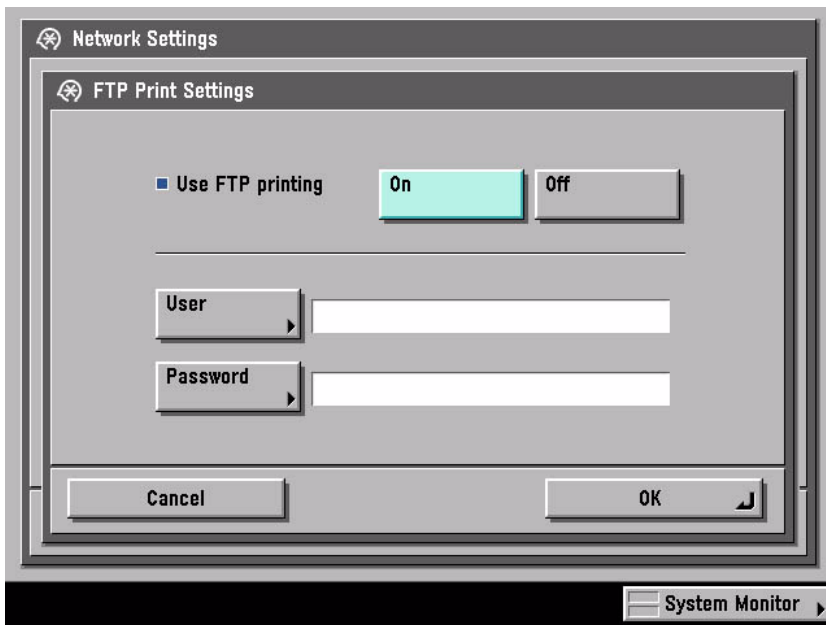 Network Settings
FTP Print Settings
Use FTP printing
On
Off
User
Password
Cancel
OK
System Monitor